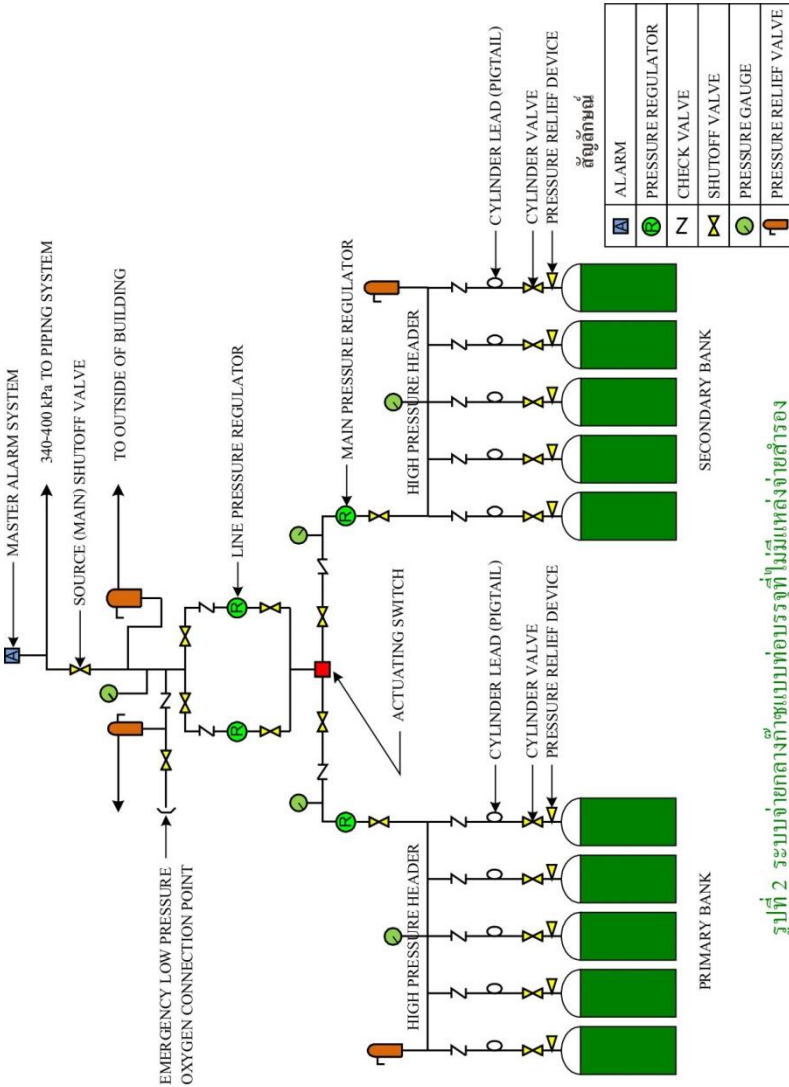 MASTER ALARM SYSTEM
A
340-400 kPa TO PIPING SYSTEM
SOURCE (MAIN) SHUTOFF VALVE
TO OUTSIDE OF BUILDING
EMERGENCY LOW PRESSURE
OXYGEN CONNECTION POINT
R
R
LINE PRESSURE REGULATOR
ACTUATING SWITCH
R
R
MAIN PRESSURE REGULATOR
HIGH PRESSURE HEADER
HIGH PRESSURE HEADER
CYLINDER LEAD (PIGTAIL)
CYLINDER VALVE
PRESSURE RELIEF DEVICE
CYLINDER LEAD (PIGTAIL)
CYLINDER VALVE
PRESSURE RELIEF DEVICE
PRIMARY BANK
SECONDARY BANK
สัญลักษณ์
A ALARM
R PRESSURE REGULATOR
CHECK VALVE
SHUTOFF VALVE
PRESSURE GAUGE
PRESSURE RELIEF VALVE
รูปที่ 2 ระบบจ่ายกลางก๊าซแบบท่อบรรจุที่ไม่มีแหล่งจ่ายสำรอง